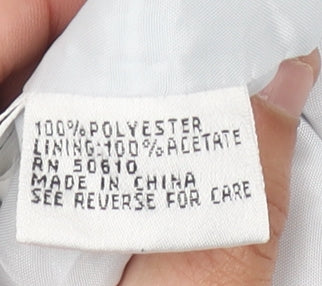 100% POLYESTER
LINING:100% ACETATE
RN 50610
MADE IN CHINA
SEE REVERSE FOR CARE